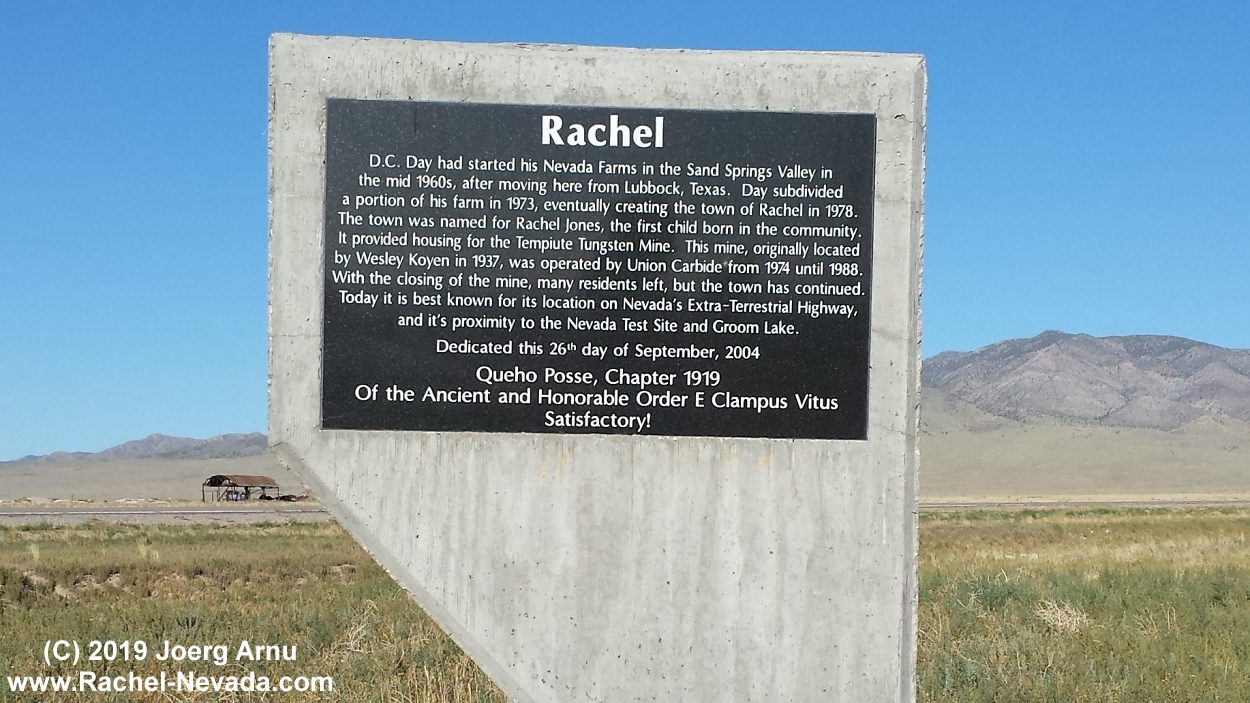 Rachel
D.C. Day had started his Nevada Farms in the Sand Springs Valley in
the mid 1960s, after moving here from Lubbock, Texas. Day subdivided
a portion of his farm in 1973, eventually creating the town of Rachel in 1978.
The town was named for Rachel Jones, the first child born in the community.
It provided housing for the Tempiute Tungsten Mine. This mine, originally located
by Wesley Koyen in 1937, was operated by Union Carbide from 1974 until 1988.
With the closing of the mine, many residents left, but the town has continued.
Today it is best known for its location on Nevada's Extra-Terrestrial Highway,
and it's proximity to the Nevada Test Site and Groom Lake.
Dedicated this 26th day of September, 2004
Queho Posse, Chapter 1919
Of the Ancient and Honorable Order E Clampus Vitus
Satisfactory!
(C) 2019 Joerg Arnu
www.Rachel-Nevada.com